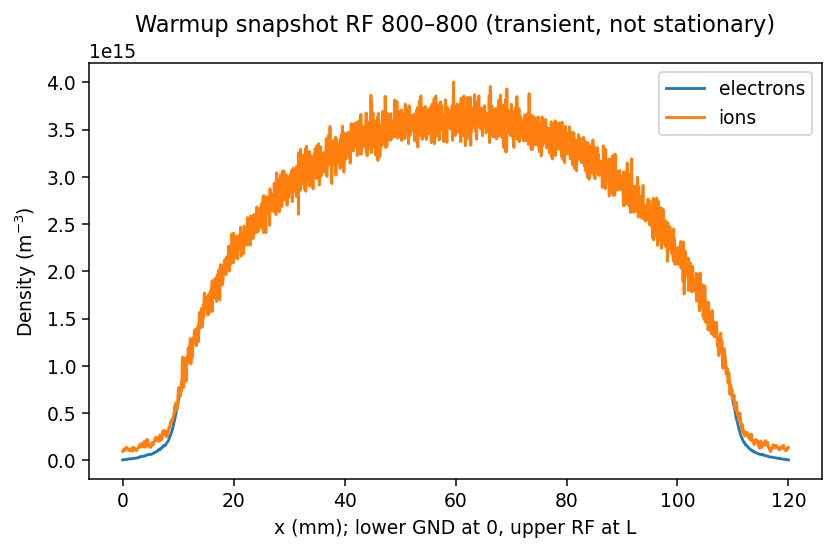 Warmup snapshot RF 800–800 (transient, not stationary)
1e15
4.0
3.5
3.0
2.5
2.0
1.5
1.0
0.5
0.0
Density (m⁻³)
electrons
ions
0 20 40 60 80 100 120
x (mm); lower GND at 0, upper RF at L